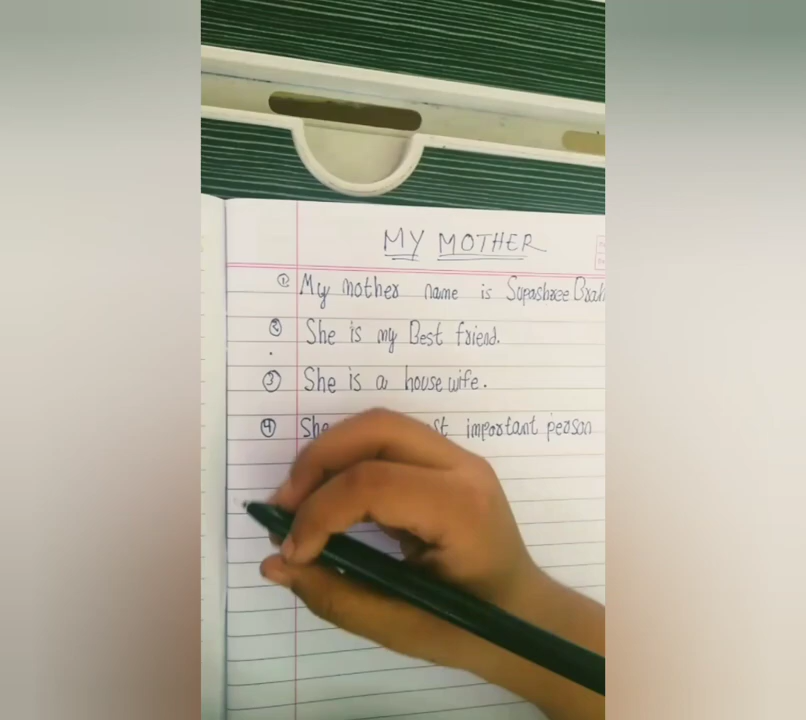 MY MOTHER
① My mother name is Supashree
② She is my Best friend.
③ She is a house wife.
④ She important person